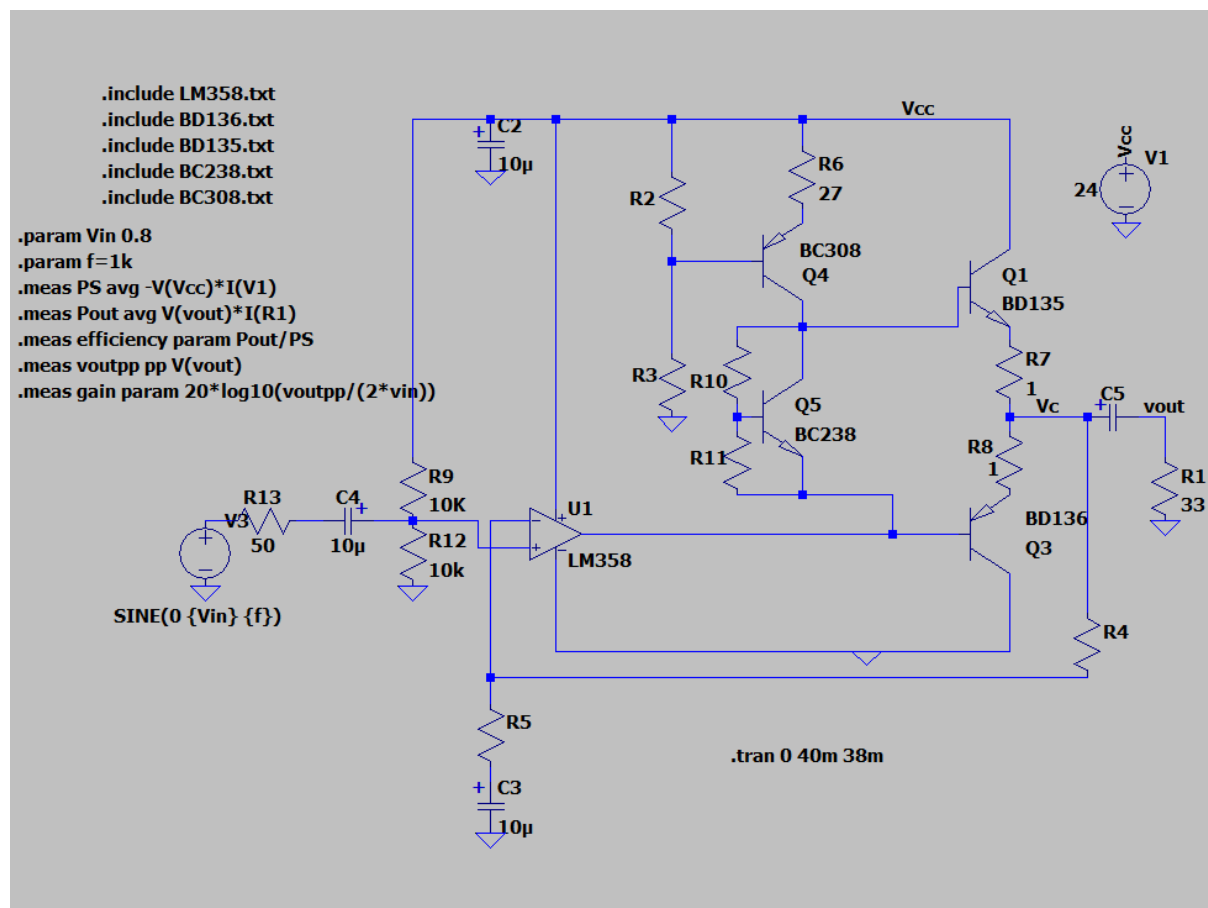 .include LM358.txt
.include BD136.txt
.include BD135.txt
.include BC238.txt
.include BC308.txt
.param Vin 0.8
.param f=1k
.meas PS avg -V(Vcc)*I(V1)
.meas Pout avg V(vout)*I(R1)
.meas efficiency param Pout/PS
.meas voutpp pp V(vout)
.meas gain param 20*log10(voutpp/(2*vin))
+
C2
10µ
Vcc
Vcc
V1
24
+
−
R2
R6
27
BC308
Q4
Q1
BD135
R3
R10
Q5
BC238
R11
R7
1
Vc
+
C5
vout
R8
1
R1
33
BD136
Q3
R9
10K
R13
50
V3
+
−
C4
+
10µ
R12
10k
U1
−
+
+
−
LM358
SINE(0 {Vin} {f})
R4
R5
+
C3
10µ
.tran 0 40m 38m